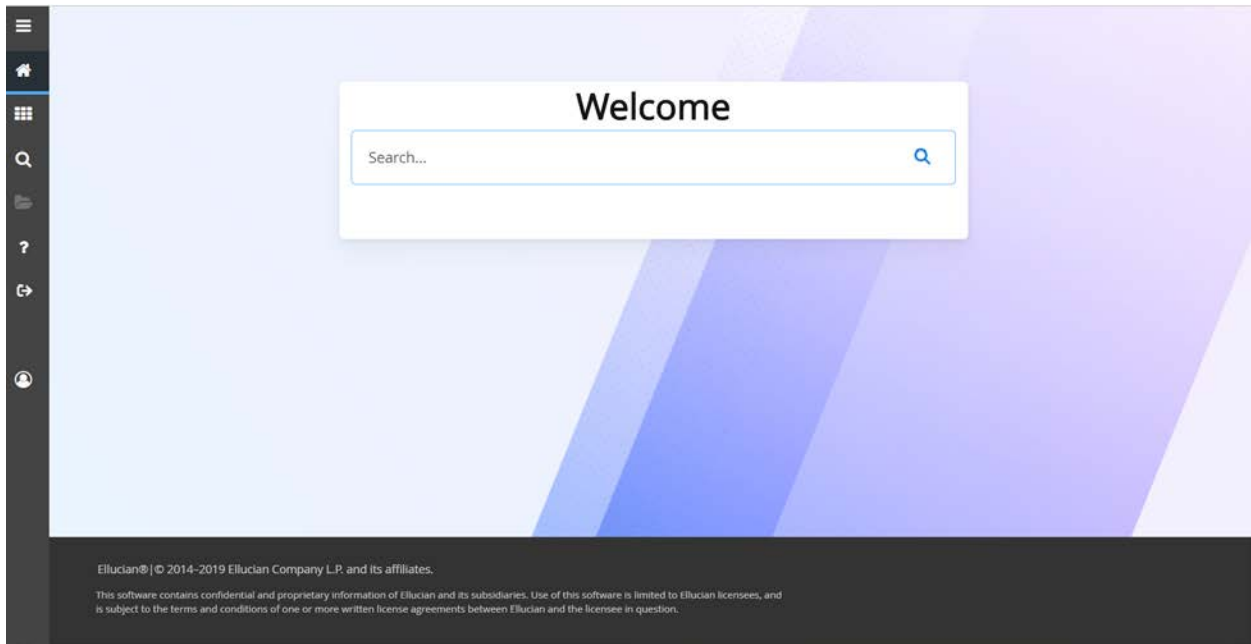 Welcome
Search...
Ellucian®|© 2014-2019 Ellucian Company L.P. and its affiliates.
This software contains confidential and proprietary information of Ellucian and its subsidiaries. Use of this software is limited to Ellucian licensees, and
is subject to the terms and conditions of one or more written license agreements between Ellucian and the licensee in question.